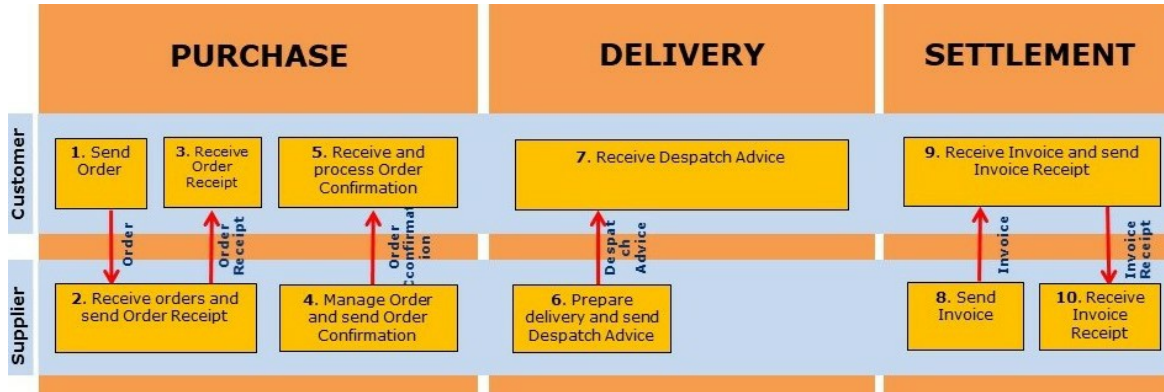 PURCHASE
DELIVERY
SETTLEMENT
Customer
1. Send
Order
3. Receive
Order
Receipt
5. Receive and
process Order
Confirmation
7. Receive Despatch Advice
9. Receive Invoice and send
Invoice Receipt
Order
Order
Receipt
Order
Cconfirmat
ion
Despat
ch
Advice
Invoice
Invoice
Receipt
Supplier
2. Receive orders and
send Order Receipt
4. Manage Order
and send Order
Confirmation
6. Prepare
delivery and send
Despatch Advice
8. Send
Invoice
10. Receive
Invoice
Receipt